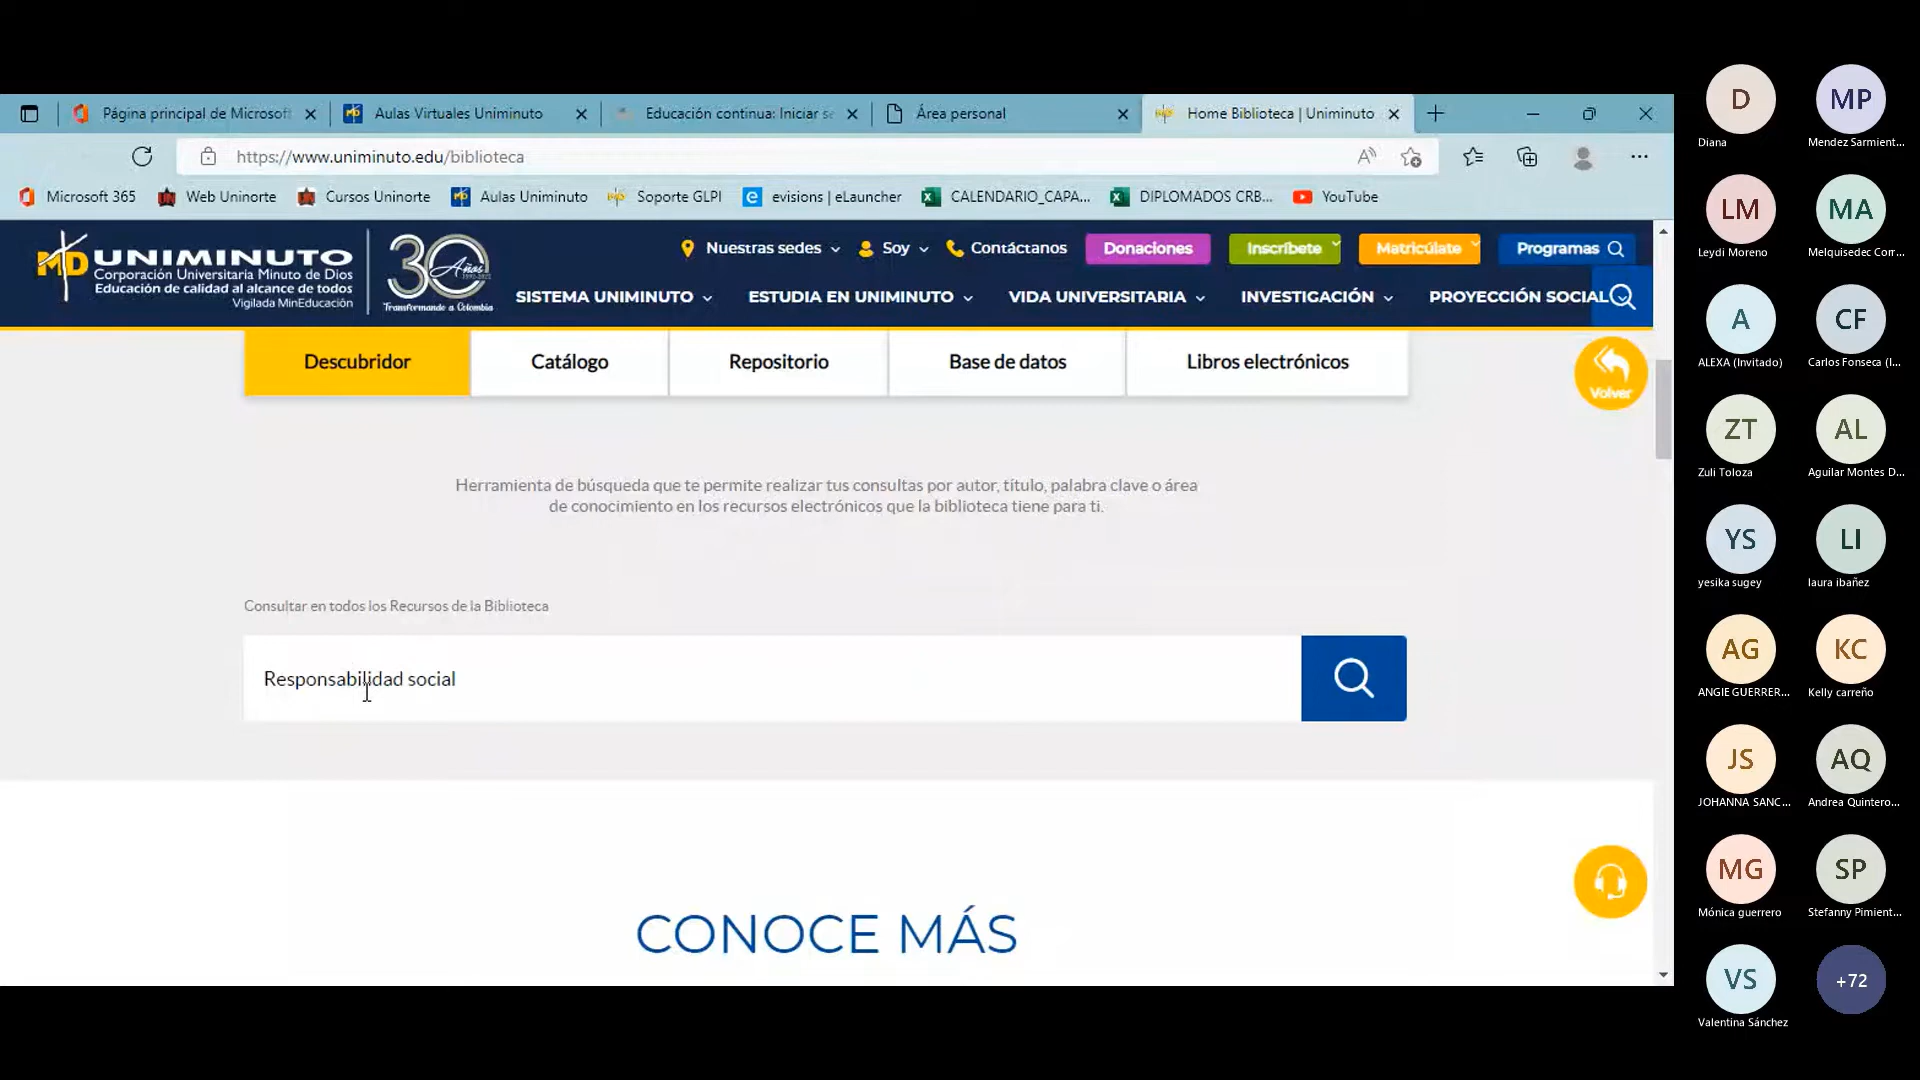 Página principal de Microsoft
Aulas Virtuales Uniminuto
Educación continua: Iniciar se
Área personal
Home Biblioteca | Uniminuto
https://www.uniminuto.edu/biblioteca
Microsoft 365
Web Uninorte
Cursos Uninorte
Aulas Uniminuto
Soporte GLPI
evisions | eLauncher
CALENDARIO_CAPA...
DIPLOMADOS CRB...
YouTube
UNIMINUTO
Corporación Universitaria Minuto de Dios
Educación de calidad al alcance de todos
Vigilada MinEducación
30 Años
Transformando a Colombia
Nuestras sedes
Soy
Contáctanos
Donaciones
Inscríbete
Matricúlate
Programas
SISTEMA UNIMINUTO
ESTUDIA EN UNIMINUTO
VIDA UNIVERSITARIA
INVESTIGACIÓN
PROYECCIÓN SOCIAL
Descubridor
Catálogo
Repositorio
Base de datos
Libros electrónicos
Volver
Herramienta de búsqueda que te permite realizar tus consultas por autor, título, palabra clave o área
de conocimiento en los recursos electrónicos que la biblioteca tiene para ti.
Consultar en todos los Recursos de la Biblioteca
Responsabilidad social
CONOCE MÁS
D
Diana
MP
Mendez Sarmient...
LM
Leydi Moreno
MA
Melquisedec Corr...
A
ALEXA (Invitado)
CF
Carlos Fonseca (I...
ZT
Zuli Toloza
AL
Aguilar Montes D...
YS
yesika sugey
LI
laura ibañez
AG
ANGIE GUERRER...
KC
Kelly carreño
JS
JOHANNA SANC...
AQ
Andrea Quintero...
MG
Mónica guerrero
SP
Stefanny Pimient...
VS
Valentina Sánchez
+72